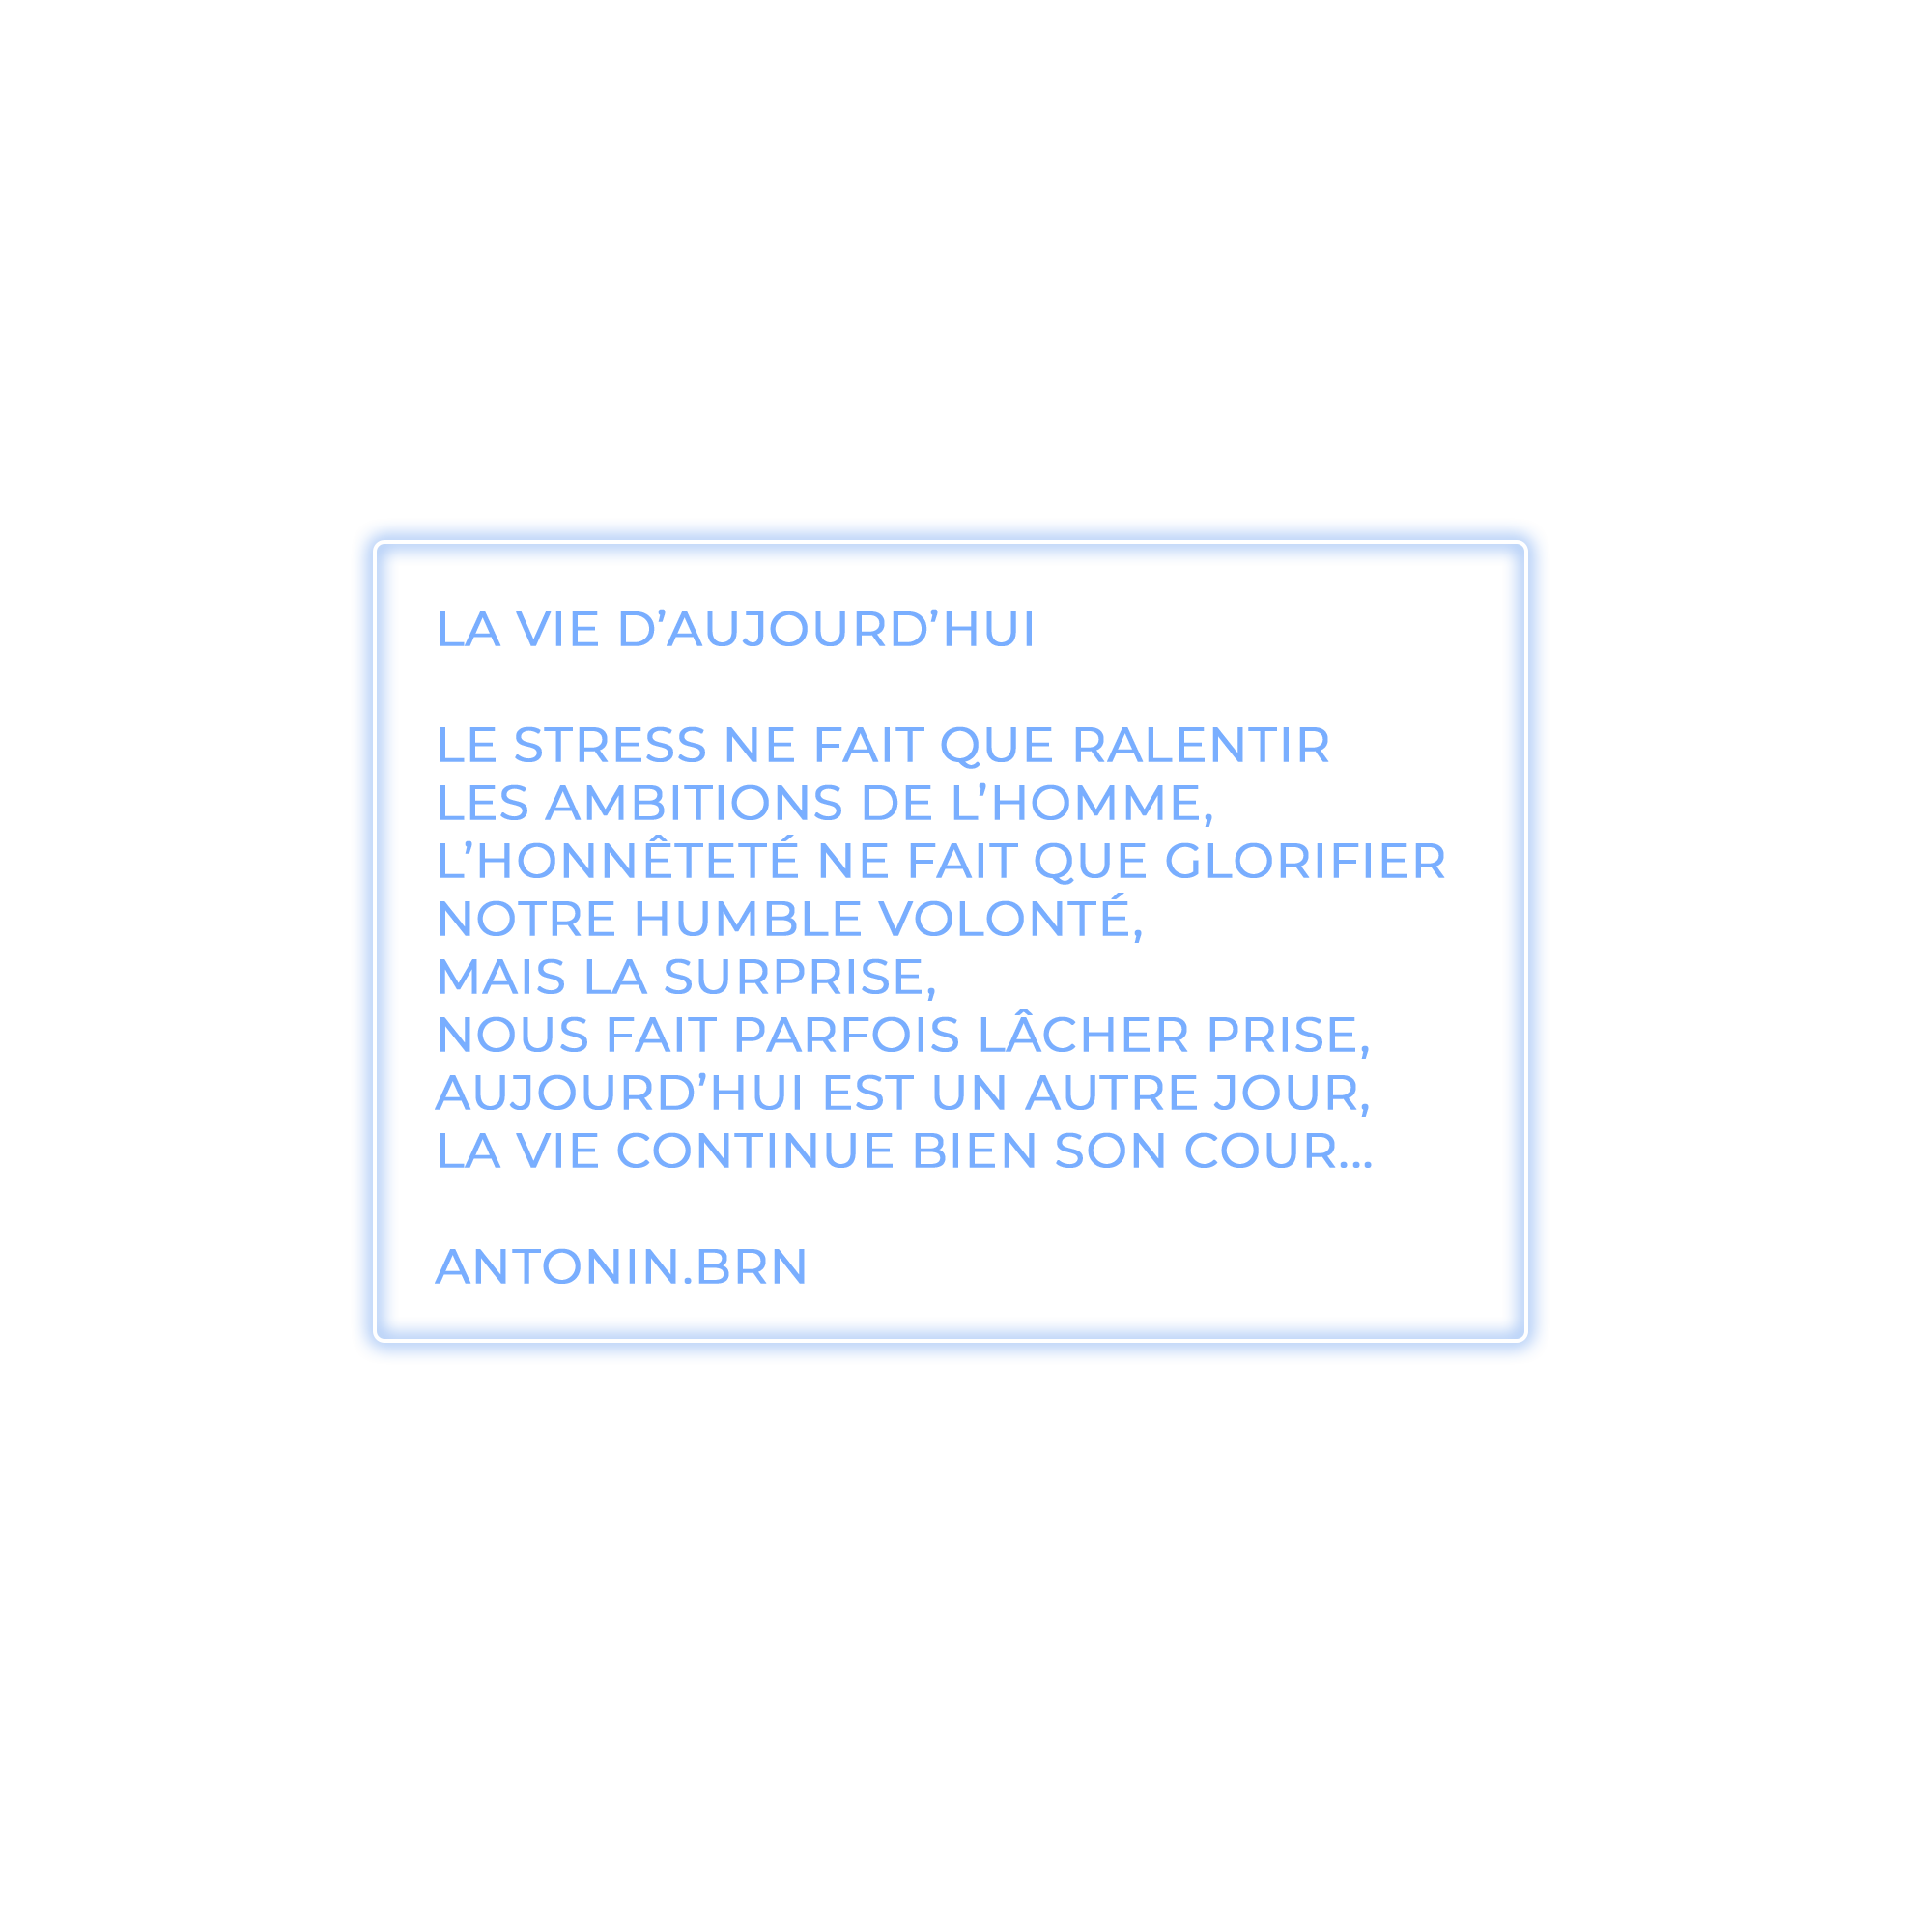 LA VIE D’AUJOURD’HUI
LE STRESS NE FAIT QUE RALENTIR
LES AMBITIONS DE L’HOMME,
L’HONNÊTETÉ NE FAIT QUE GLORIFIER
NOTRE HUMBLE VOLONTÉ,
MAIS LA SURPRISE,
NOUS FAIT PARFOIS LÂCHER PRISE,
AUJOURD’HUI EST UN AUTRE JOUR,
LA VIE CONTINUE BIEN SON COUR...
ANTONIN.BRN